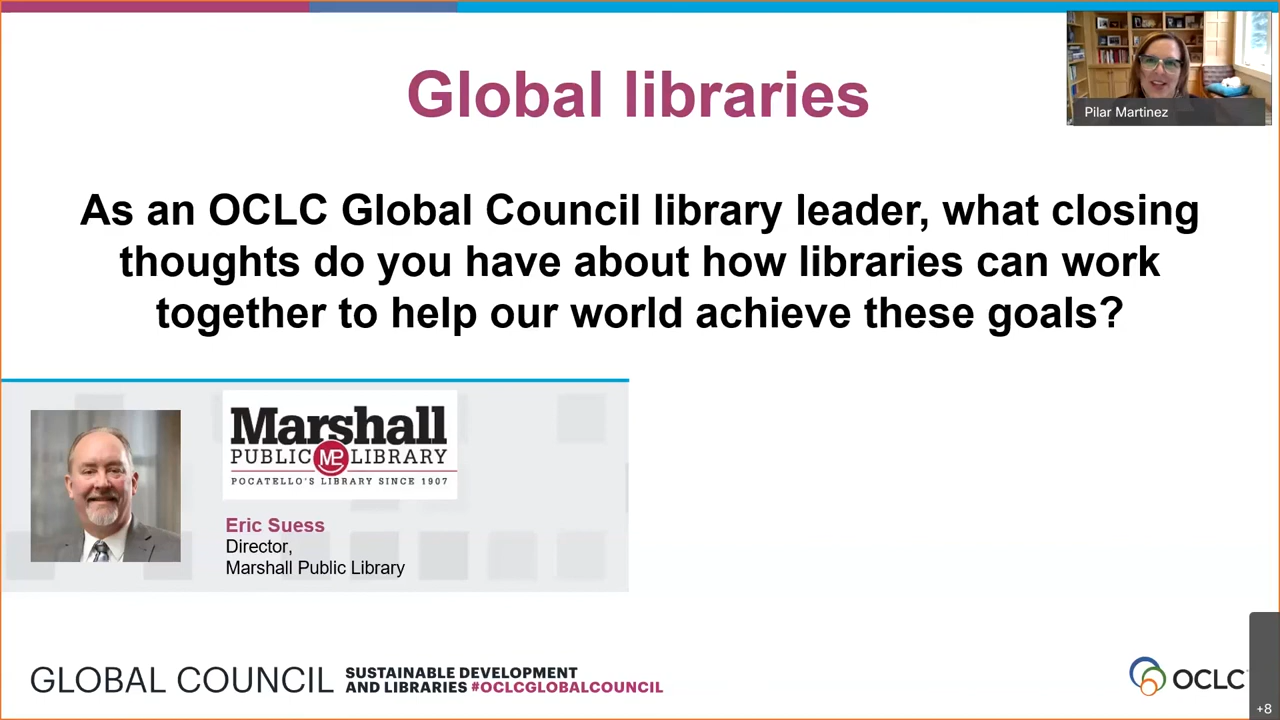 Global libraries
Pilar Martinez
As an OCLC Global Council library leader, what closing
thoughts do you have about how libraries can work
together to help our world achieve these goals?
Marshall
PUBLIC MP LIBRARY
POCATELLO'S LIBRARY SINCE 1907
Eric Suess
Director,
Marshall Public Library
GLOBAL COUNCIL
SUSTAINABLE DEVELOPMENT
AND LIBRARIES #OCLCGLOBALCOUNCIL
OCLC
+8